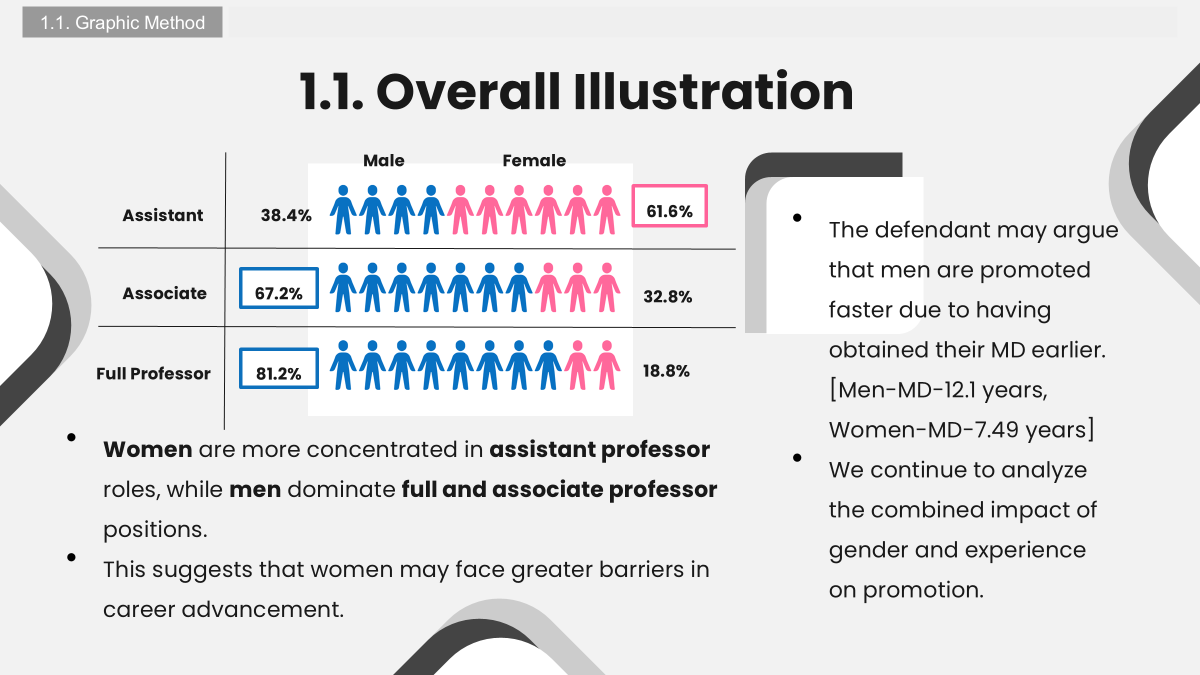 1.1. Graphic Method
1.1. Overall Illustration
Male Female
Assistant 38.4% 61.6%
Associate 67.2% 32.8%
Full Professor 81.2% 18.8%
• Women are more concentrated in assistant professor
roles, while men dominate full and associate professor
positions.
• This suggests that women may face greater barriers in
career advancement.
• The defendant may argue
that men are promoted
faster due to having
obtained their MD earlier.
[Men-MD-12.1 years,
Women-MD-7.49 years]
• We continue to analyze
the combined impact of
gender and experience
on promotion.